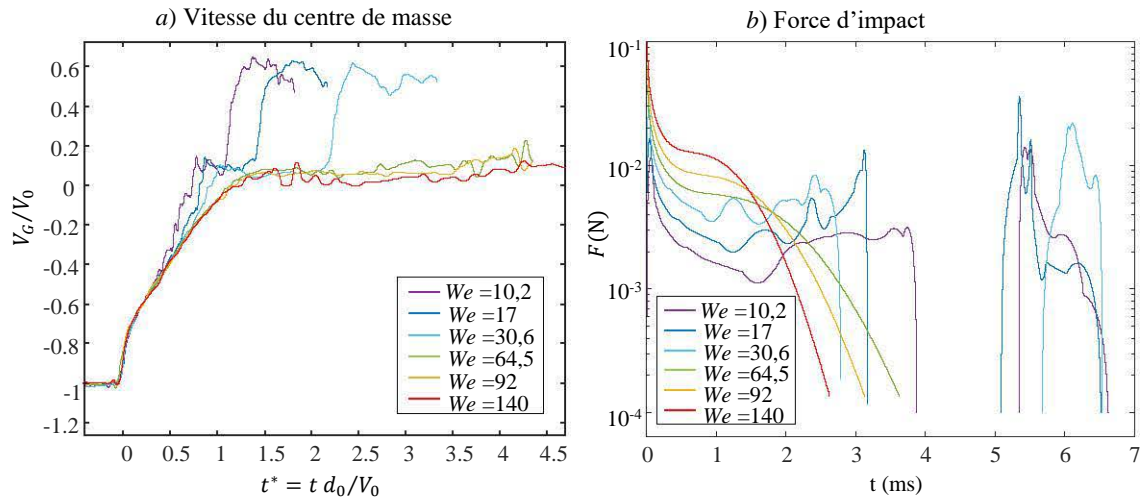 a) Vitesse du centre de masse
0.6
0.4
0.2
0
-0.2
-0.4
-0.6
-0.8
-1
-1.2
V_G/V_0
We =10,2
We =17
We =30,6
We =64,5
We =92
We =140
0 0.5 1 1.5 2 2.5 3 3.5 4 4.5
t* = t d_0/V_0
b) Force d’impact
10^-1
10^-2
10^-3
10^-4
F(N)
We =10,2
We =17
We =30,6
We =64,5
We =92
We =140
0 1 2 3 4 5 6 7
t (ms)